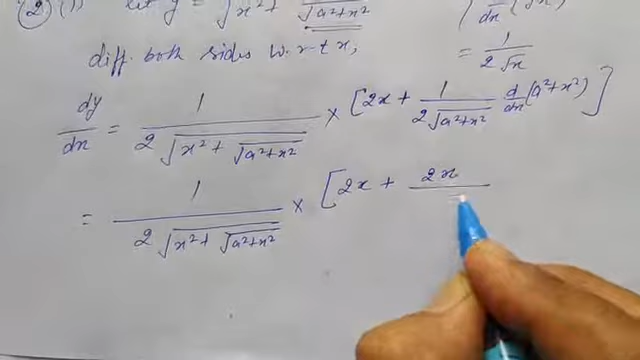 (2) (i) let y = √(x² + √(a²+x²))
d/dx (√x)
diff. both sides w.r.t x,
= 1/(2√x)
dy/dx = 1/(2√(x² + √(a²+x²))) × [2x + 1/(2√(a²+x²)) d/dx (a²+x²)]
= 1/(2√(x² + √(a²+x²))) × [2x + 2x